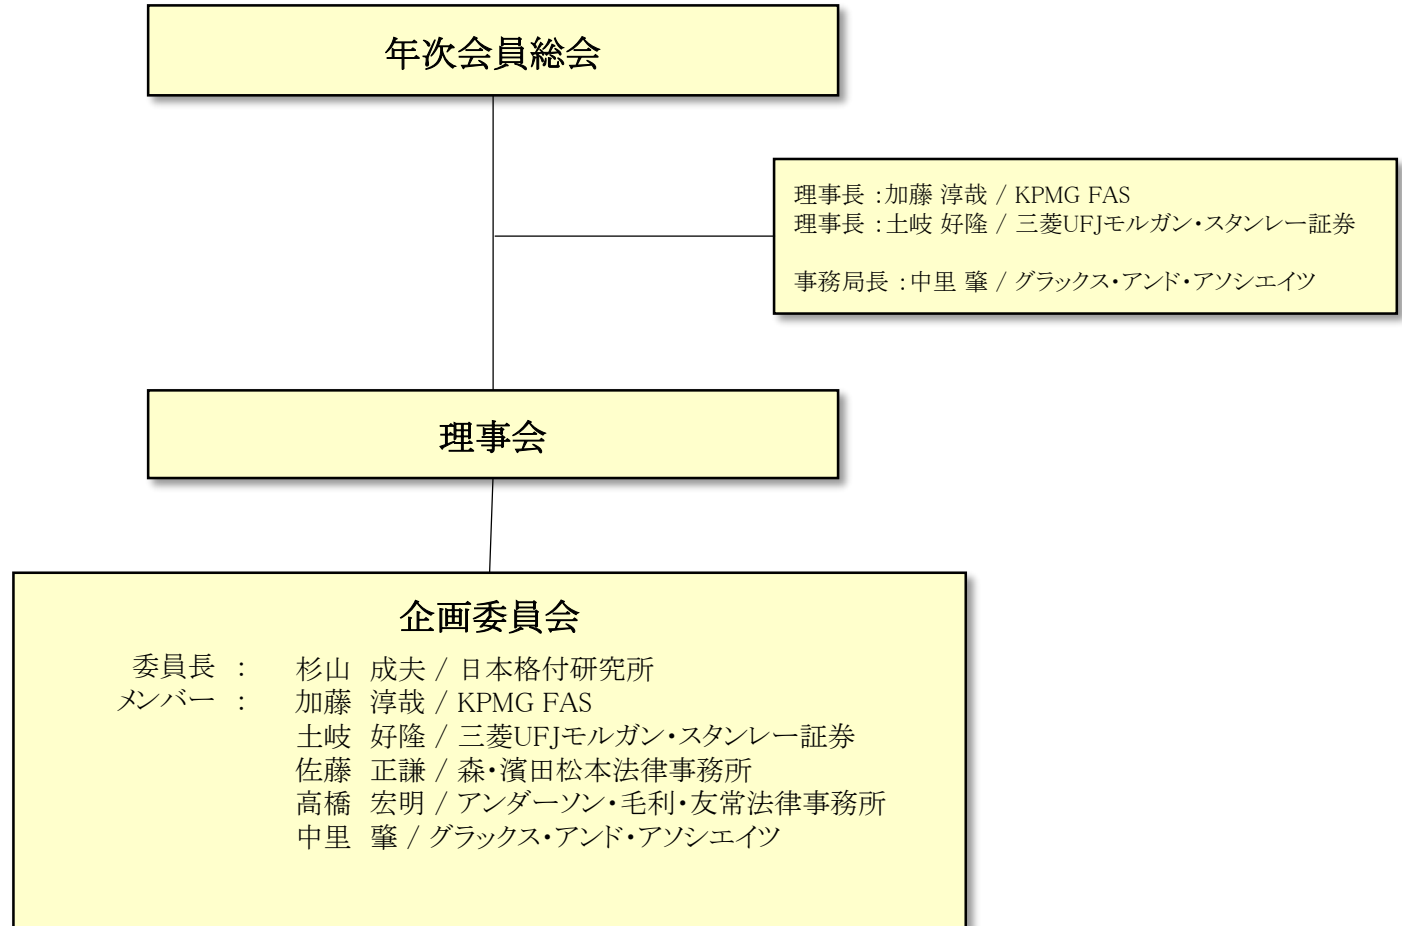 年次会員総会
理事長 :加藤 淳哉 / KPMG FAS
理事長 :土岐 好隆 / 三菱UFJモルガン・スタンレー証券
事務局長 :中里 肇 / グラックス・アンド・アソシエイツ
理事会
企画委員会
委員長 : 杉山 成夫 / 日本格付研究所
メンバー : 加藤 淳哉 / KPMG FAS
土岐 好隆 / 三菱UFJモルガン・スタンレー証券
佐藤 正謙 / 森・濱田松本法律事務所
高橋 宏明 / アンダーソン・毛利・友常法律事務所
中里 肇 / グラックス・アンド・アソシエイツ